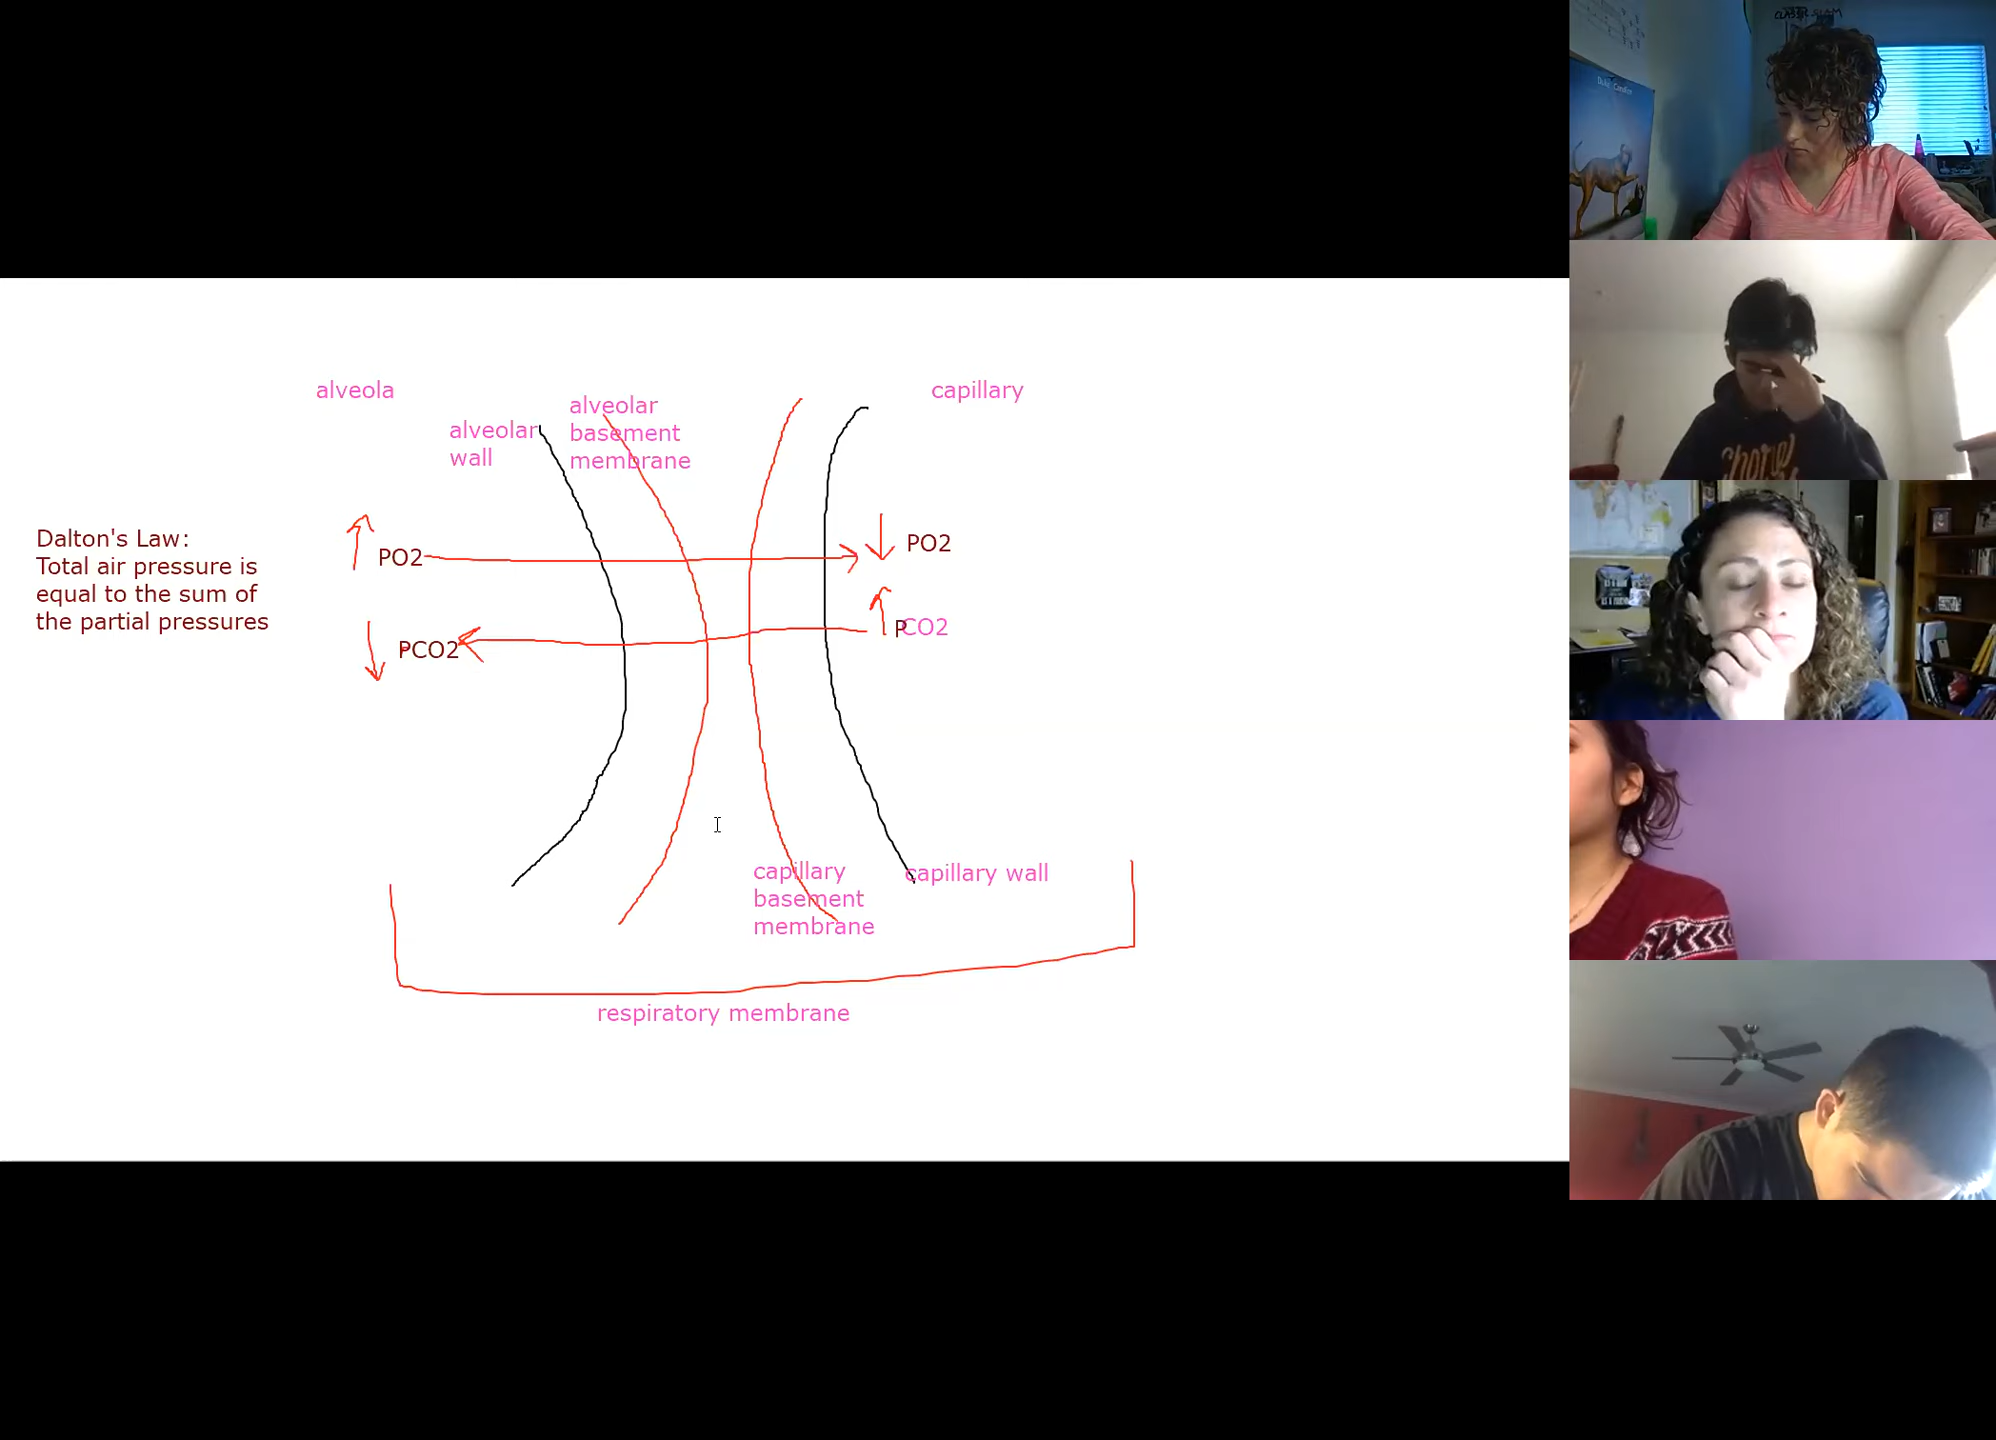 alveola
capillary
alveolar
wall
alveolar
basement
membrane
Dalton's Law:
Total air pressure is
equal to the sum of
the partial pressures
PO2
PO2
PCO2
PCO2
capillary
basement
membrane
capillary wall
respiratory membrane